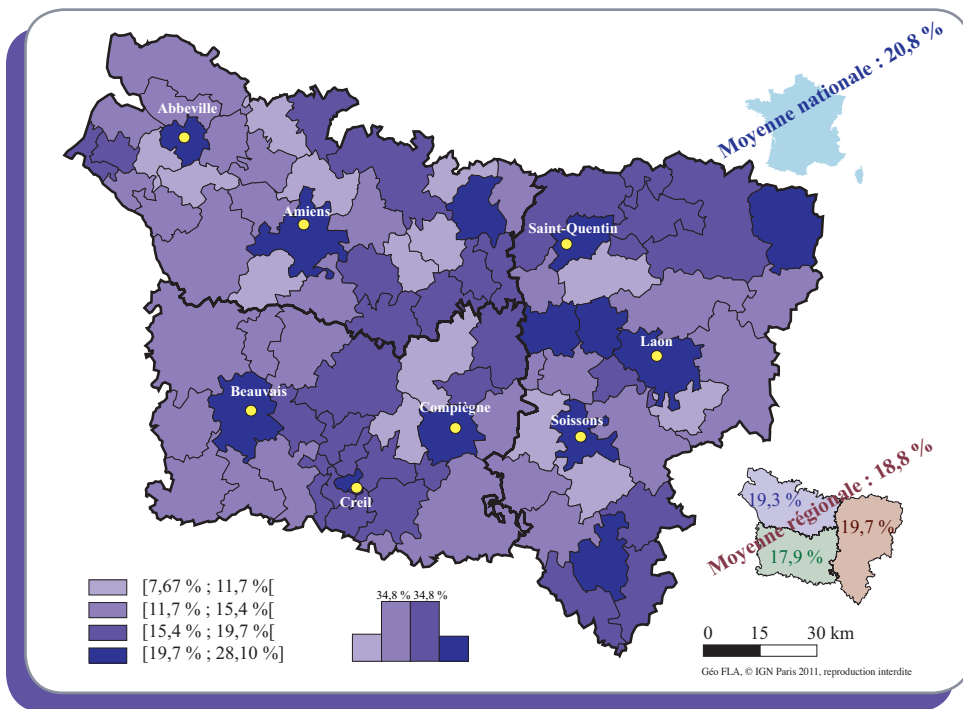 Moyenne nationale : 20,8 %
Abbeville
Amiens
Saint-Quentin
Laon
Beauvais
Compiègne
Soissons
Creil
Moyenne régionale : 18,8 %
19,3 %
19,7 %
17,9 %
[7,67 % ; 11,7 %[
[11,7 % ; 15,4 %[
[15,4 % ; 19,7 %[
[19,7 % ; 28,10 %]
34,8 % 34,8 %
0 15 30 km
Géo FLA, © IGN Paris 2011, reproduction interdite